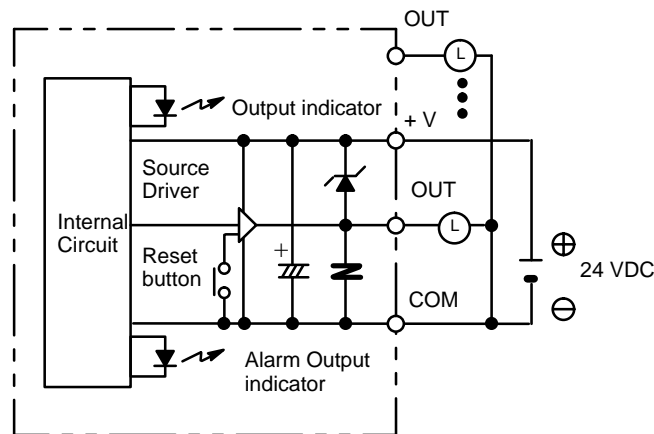 OUT
L
Output indicator
+ V
Source
Driver
OUT
Internal
Circuit
L
Reset
button
+
24 VDC
COM
Alarm Output
indicator